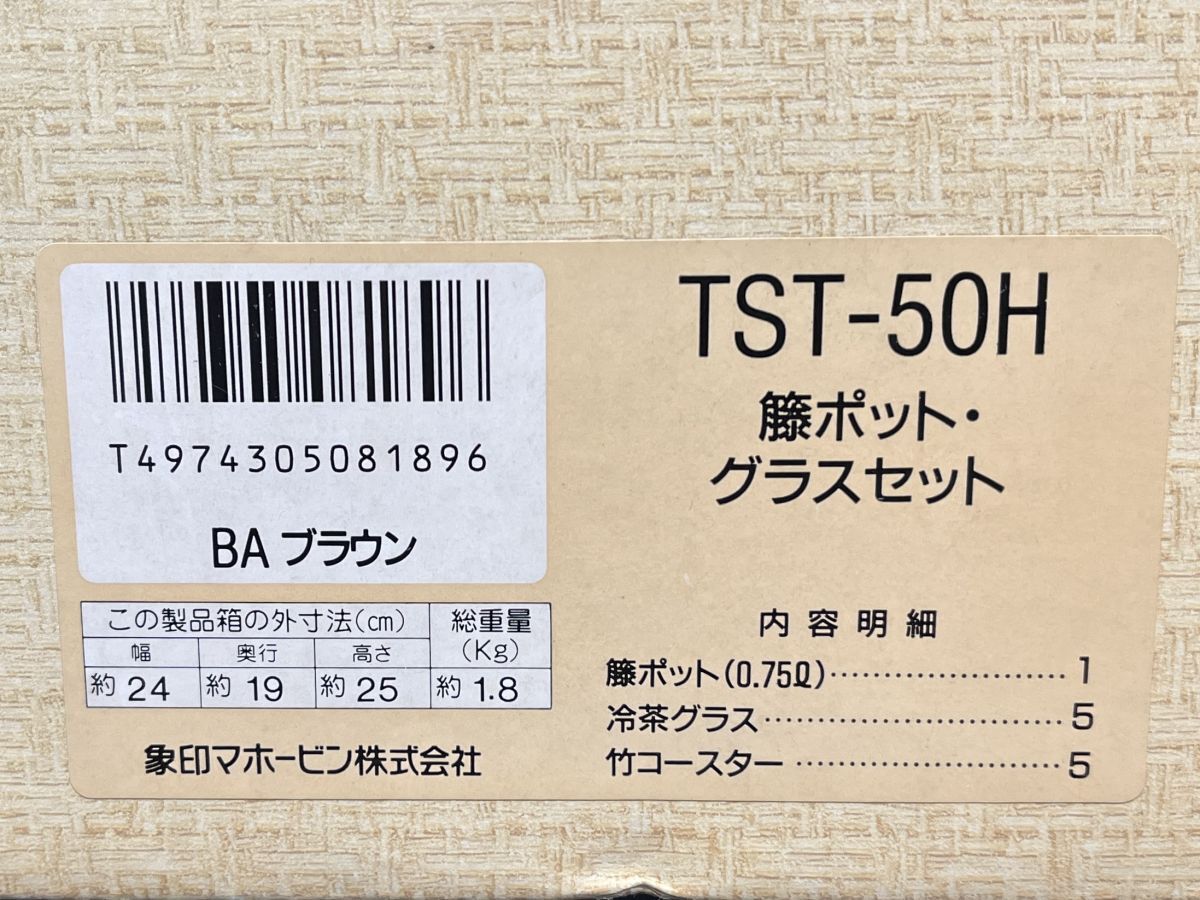 T4974305081896
BA ブラウン
この製品箱の外寸法(cm) 総重量(Kg)
幅 奥行 高さ
約24 約19 約25 約1.8
象印マホービン株式会社
TST-50H
籐ポット・
グラスセット
内容明細
籐ポット(0.75ℓ)……………………1
冷茶グラス……………………………5
竹コースター…………………………5